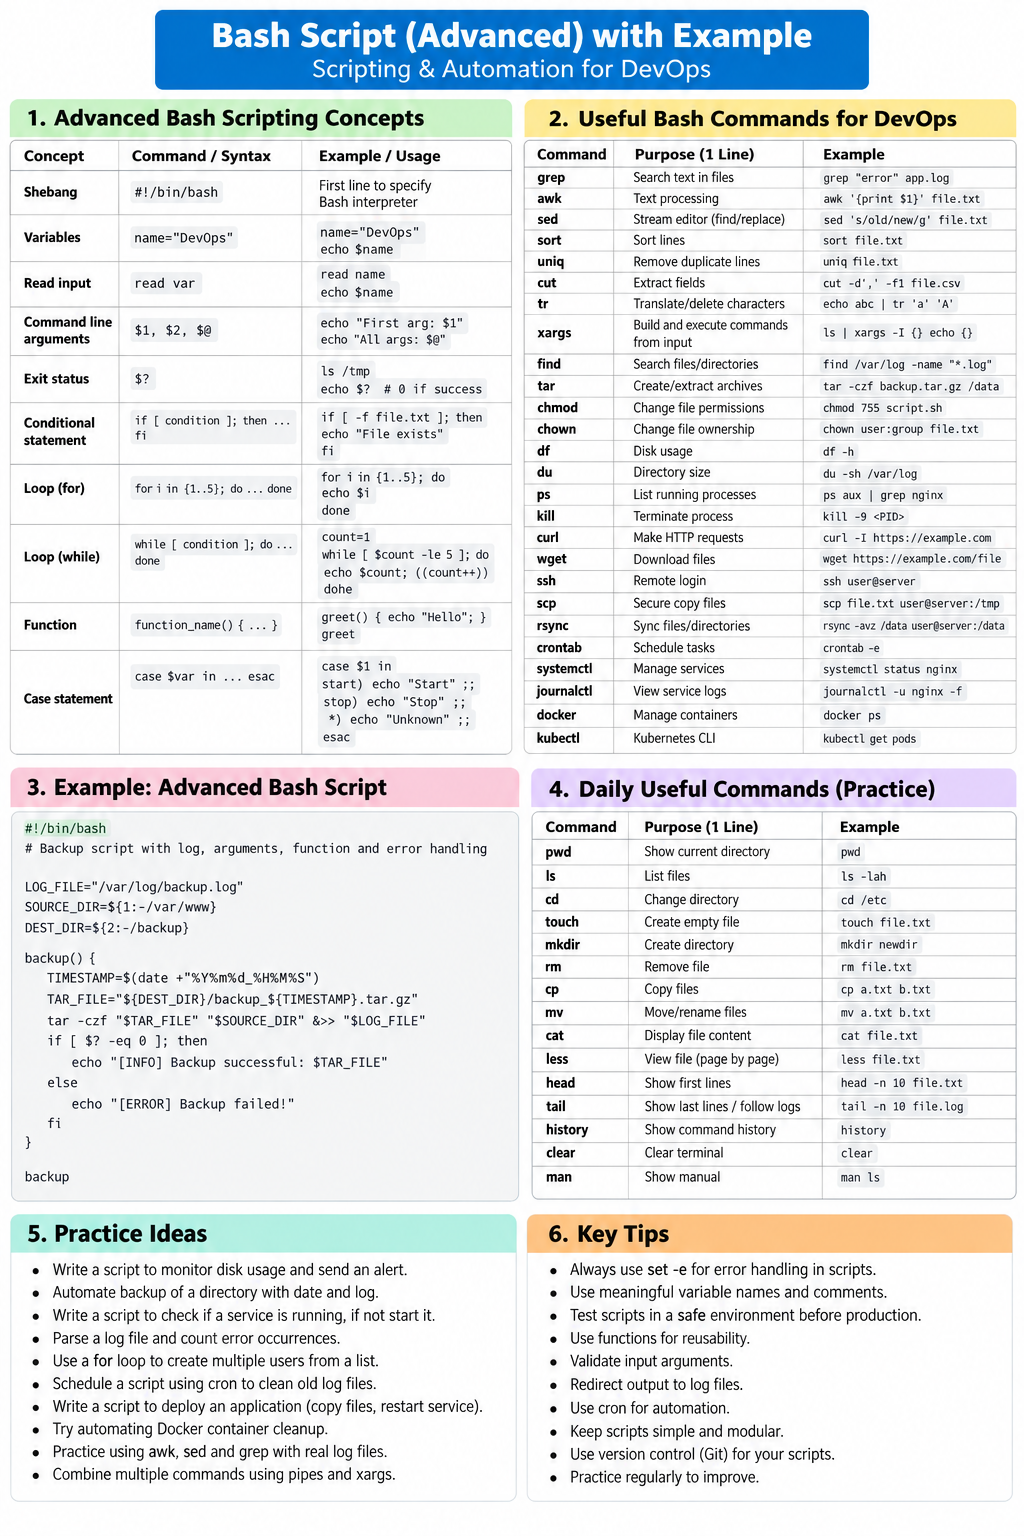 Bash Script (Advanced) with Example
Scripting & Automation for DevOps
1. Advanced Bash Scripting Concepts
Concept Command / Syntax Example / Usage
Shebang #!/bin/bash First line to specify
Bash interpreter
Variables name="DevOps" name="DevOps"
echo $name
Read input read var read name
echo $name
Command line arguments $1, $2, $@ echo "First arg: $1"
echo "All args: $@"
Exit status $? ls /tmp
echo $? # 0 if success
Conditional statement if [ condition ]; then ... fi if [ -f file.txt ]; then
echo "File exists"
fi
Loop (for) for i in {1..5}; do ... done for i in {1..5}; do
echo $i
done
Loop (while) while [ condition ]; do ... done count=1
while [ $count -le 5 ]; do
echo $count; ((count++))
dohe
Function function_name() { ... } greet() { echo "Hello"; }
greet
Case statement case $var in ... esac case $1 in
start) echo "Start" ;;
stop) echo "Stop" ;;
*) echo "Unknown" ;;
esac
2. Useful Bash Commands for DevOps
Command Purpose (1 Line) Example
grep Search text in files grep "error" app.log
awk Text processing awk '{print $1}' file.txt
sed Stream editor (find/replace) sed 's/old/new/g' file.txt
sort Sort lines sort file.txt
uniq Remove duplicate lines uniq file.txt
cut Extract fields cut -d',' -f1 file.csv
tr Translate/delete characters echo abc | tr 'a' 'A'
xargs Build and execute commands from input ls | xargs -I {} echo {}
find Search files/directories find /var/log -name "*.log"
tar Create/extract archives tar -czf backup.tar.gz /data
chmod Change file permissions chmod 755 script.sh
chown Change file ownership chown user:group file.txt
df Disk usage df -h
du Directory size du -sh /var/log
ps List running processes ps aux | grep nginx
kill Terminate process kill -9 <PID>
curl Make HTTP requests curl -I https://example.com
wget Download files wget https://example.com/file
ssh Remote login ssh user@server
scp Secure copy files scp file.txt user@server:/tmp
rsync Sync files/directories rsync -avz /data user@server:/data
crontab Schedule tasks crontab -e
systemctl Manage services systemctl status nginx
journalctl View service logs journalctl -u nginx -f
docker Manage containers docker ps
kubectl Kubernetes CLI kubectl get pods
3. Example: Advanced Bash Script
#!/bin/bash
# Backup script with log, arguments, function and error handling
LOG_FILE="/var/log/backup.log"
SOURCE_DIR=${1:-/var/www}
DEST_DIR=${2:-/backup}
backup() {
TIMESTAMP=$(date +"%Y%m%d_%H%M%S")
TAR_FILE="${DEST_DIR}/backup_${TIMESTAMP}.tar.gz"
tar -czf "$TAR_FILE" "$SOURCE_DIR" &>> "$LOG_FILE"
if [ $? -eq 0 ]; then
echo "[INFO] Backup successful: $TAR_FILE"
else
echo "[ERROR] Backup failed!"
fi
}
backup
4. Daily Useful Commands (Practice)
Command Purpose (1 Line) Example
pwd Show current directory pwd
ls List files ls -lah
cd Change directory cd /etc
touch Create empty file touch file.txt
mkdir Create directory mkdir newdir
rm Remove file rm file.txt
cp Copy files cp a.txt b.txt
mv Move/rename files mv a.txt b.txt
cat Display file content cat file.txt
less View file (page by page) less file.txt
head Show first lines head -n 10 file.txt
tail Show last lines / follow logs tail -n 10 file.log
history Show command history history
clear Clear terminal clear
man Show manual man ls
5. Practice Ideas
• Write a script to monitor disk usage and send an alert.
• Automate backup of a directory with date and log.
• Write a script to check if a service is running, if not start it.
• Parse a log file and count error occurrences.
• Use a for loop to create multiple users from a list.
• Schedule a script using cron to clean old log files.
• Write a script to deploy an application (copy files, restart service).
• Try automating Docker container cleanup.
• Practice using awk, sed and grep with real log files.
• Combine multiple commands using pipes and xargs.
6. Key Tips
• Always use set -e for error handling in scripts.
• Use meaningful variable names and comments.
• Test scripts in a safe environment before production.
• Use functions for reusability.
• Validate input arguments.
• Redirect output to log files.
• Use cron for automation.
• Keep scripts simple and modular.
• Use version control (Git) for your scripts.
• Practice regularly to improve.